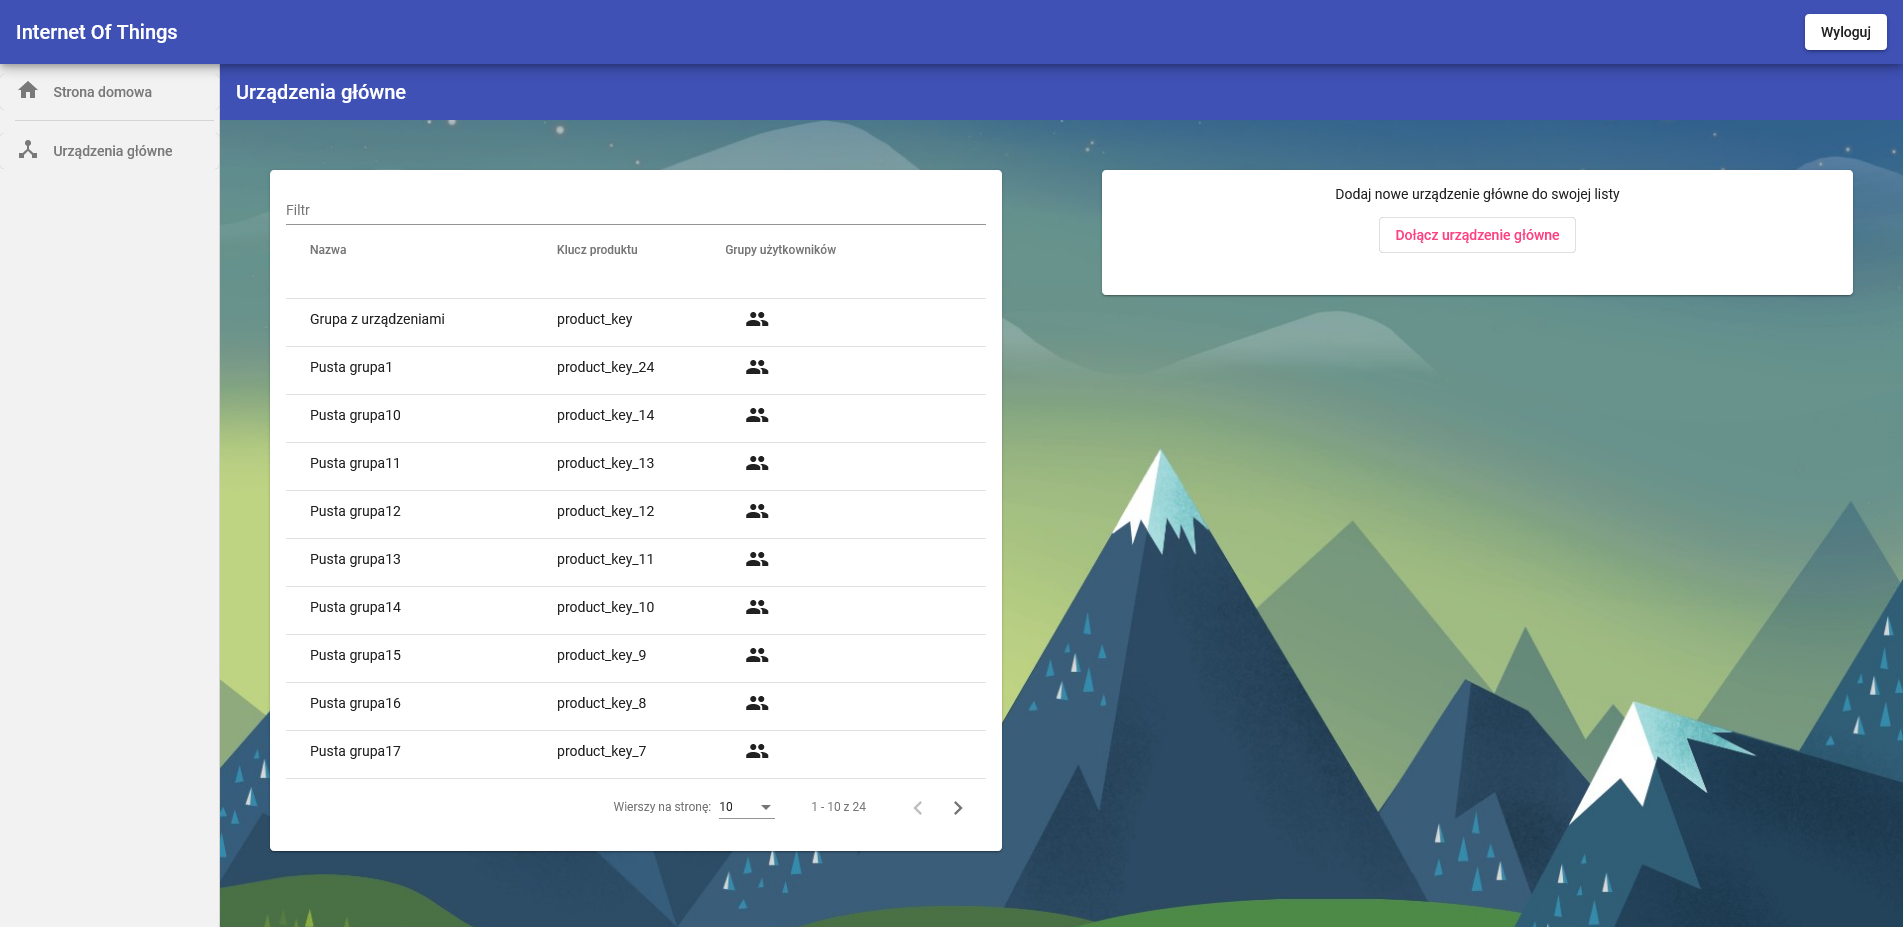 Internet Of Things
Wyloguj
Strona domowa
Urządzenia główne
Urządzenia główne
Filtr
Nazwa Klucz produktu Grupy użytkowników
Grupa z urządzeniami product_key
Pusta grupa1 product_key_24
Pusta grupa10 product_key_14
Pusta grupa11 product_key_13
Pusta grupa12 product_key_12
Pusta grupa13 product_key_11
Pusta grupa14 product_key_10
Pusta grupa15 product_key_9
Pusta grupa16 product_key_8
Pusta grupa17 product_key_7
Wierszy na stronę: 10 1 - 10 z 24
Dodaj nowe urządzenie główne do swojej listy
Dołącz urządzenie główne